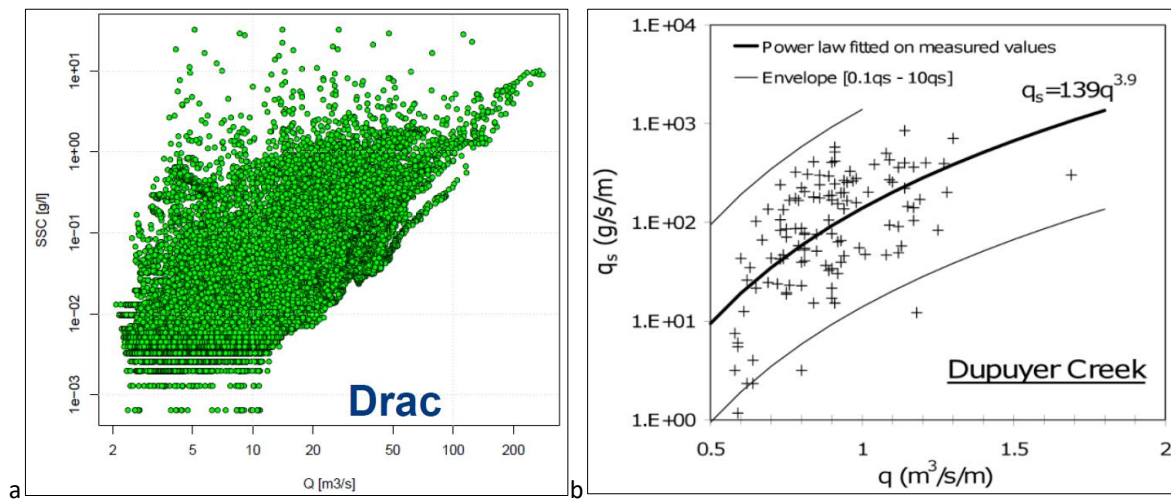 1e+01
1e+00
1e-01
1e-02
1e-03
SSC [g/l]
Drac
2 5 10 20 50 100 200
Q [m3/s]
a
1.E+04
1.E+03
1.E+02
1.E+01
1.E+00
qs (g/s/m)
Power law fitted on measured values
Envelope [0.1qs - 10qs]
qs=139q^3.9
Dupuyer Creek
0.5 1 1.5 2
q (m³/s/m)
b